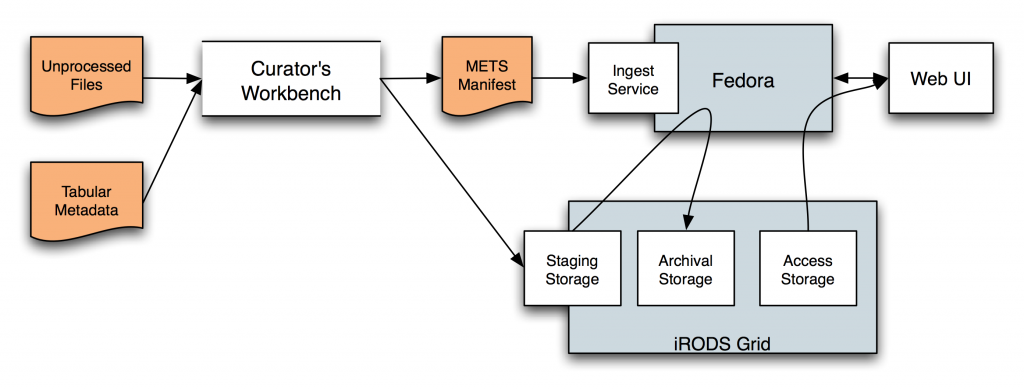 Unprocessed
Files
Curator's
Workbench
METS
Manifest
Ingest
Service
Fedora
Web UI
Tabular
Metadata
Staging
Storage
Archival
Storage
Access
Storage
iRODS Grid